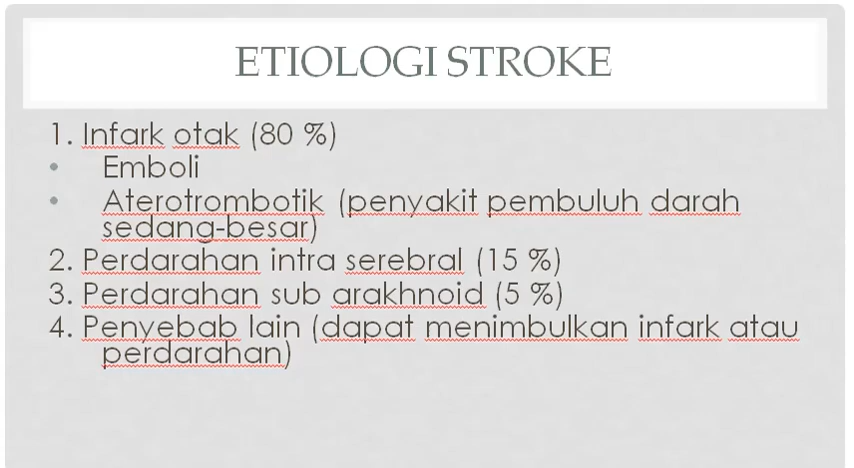 ETIOLOGI STROKE
1. Infark otak (80 %)
• Emboli
• Aterotrombotik (penyakit pembuluh darah
sedang-besar)
2. Perdarahan intra serebral (15 %)
3. Perdarahan sub arakhnoid (5 %)
4. Penyebab lain (dapat menimbulkan infark atau
perdarahan)